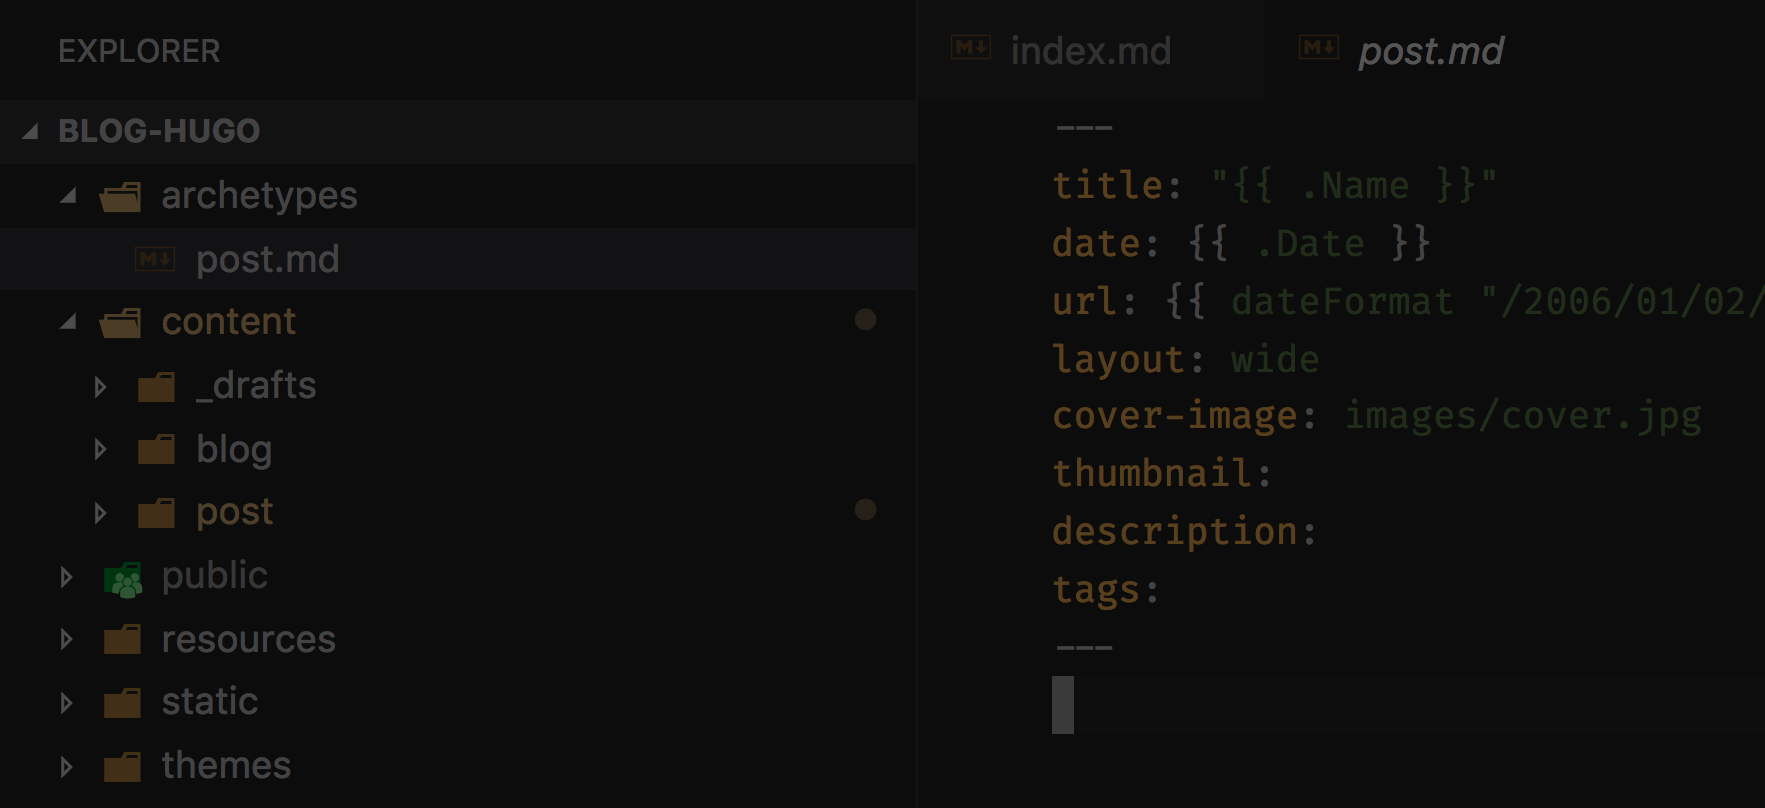 EXPLORER
BLOG-HUGO
archetypes
post.md
content
_drafts
blog
post
public
resources
static
themes
index.md
post.md
---
title: "{{ .Name }}"
date: {{ .Date }}
url: {{ dateFormat "/2006/01/02/
layout: wide
cover-image: images/cover.jpg
thumbnail:
description:
tags:
---